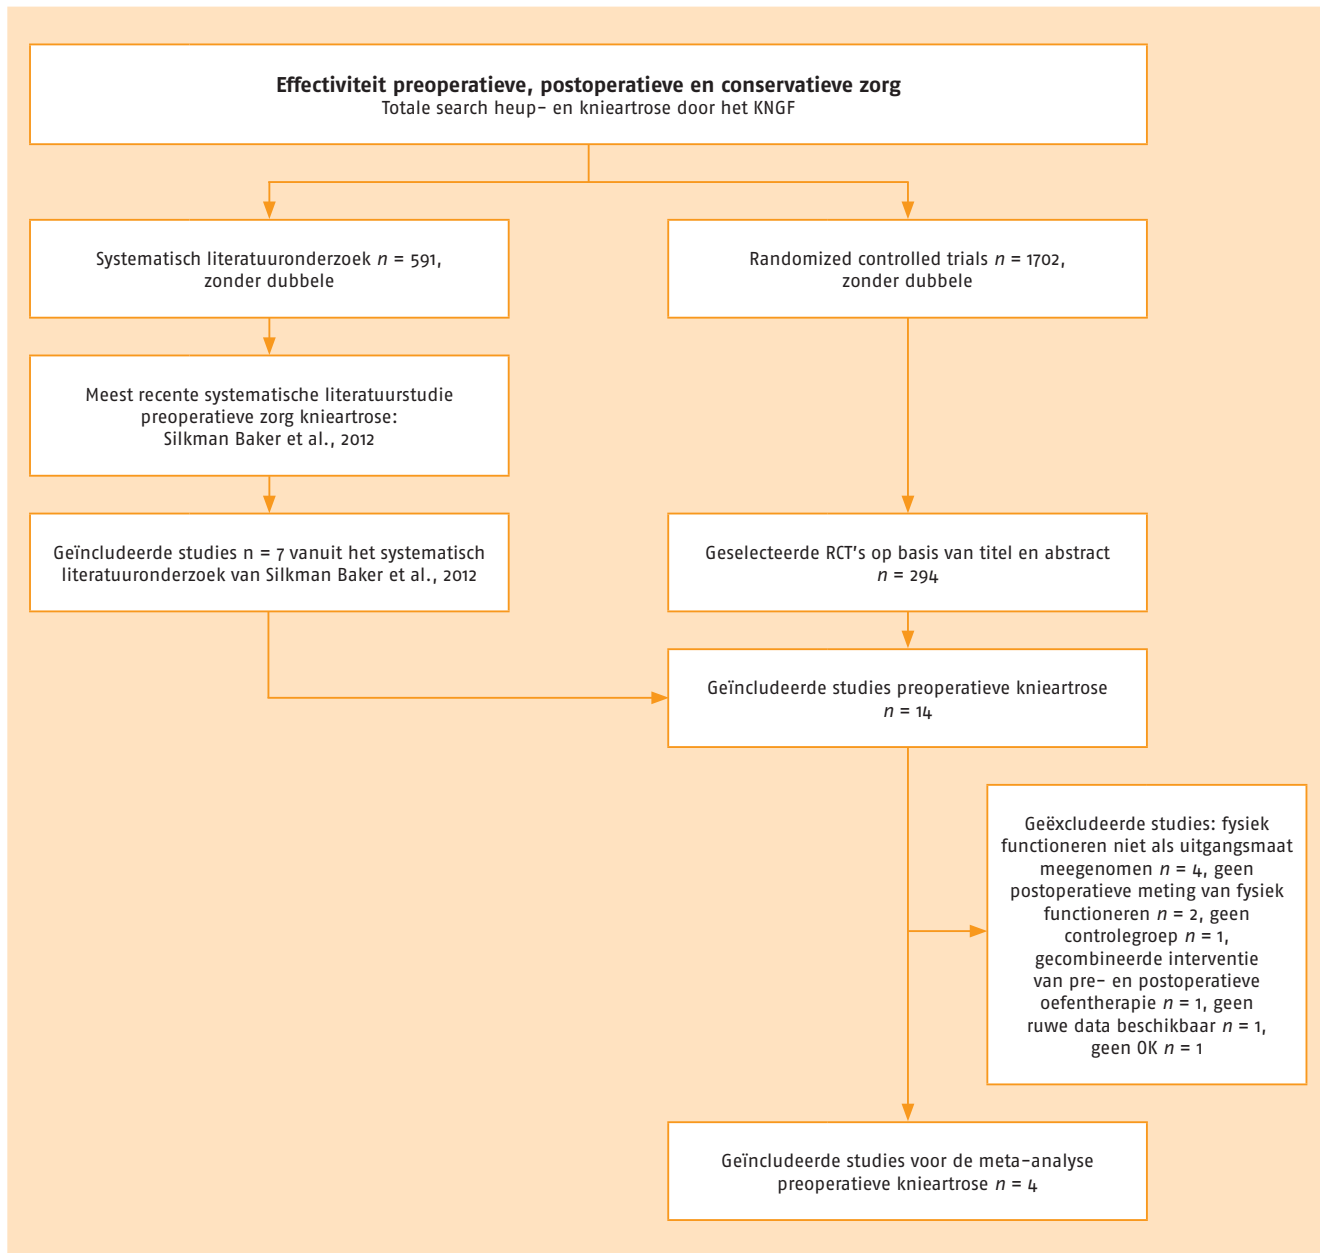 Effectiviteit preoperatieve, postoperatieve en conservatieve zorg
Totale search heup- en knieartrose door het KNGF
Systematisch literatuuronderzoek n = 591,
zonder dubbele
Randomized controlled trials n = 1702,
zonder dubbele
Meest recente systematische literatuurstudie
preoperatieve zorg knieartrose:
Silkman Baker et al., 2012
Geïncludeerde studies n = 7 vanuit het systematisch
literatuuronderzoek van Silkman Baker et al., 2012
Geselecteerde RCT's op basis van titel en abstract
n = 294
Geïncludeerde studies preoperatieve knieartrose
n = 14
Geëxcludeerde studies: fysiek
functioneren niet als uitgangsmaat
meegenomen n = 4, geen
postoperatieve meting van fysiek
functioneren n = 2, geen
controlegroep n = 1,
gecombineerde interventie
van pre- en postoperatieve
oefentherapie n = 1, geen
ruwe data beschikbaar n = 1,
geen OK n = 1
Geïncludeerde studies voor de meta-analyse
preoperatieve knieartrose n = 4